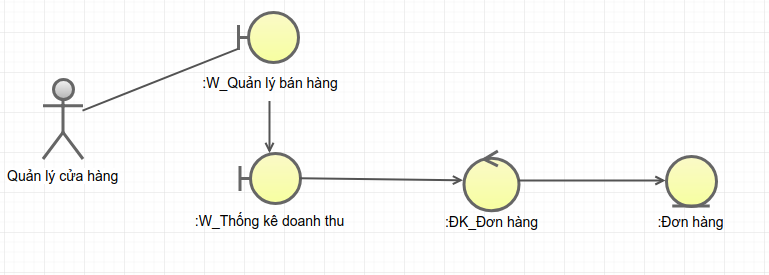 :W_Quản lý bán hàng
Quản lý cửa hàng
:W_Thống kê doanh thu
:ĐK_Đơn hàng
:Đơn hàng